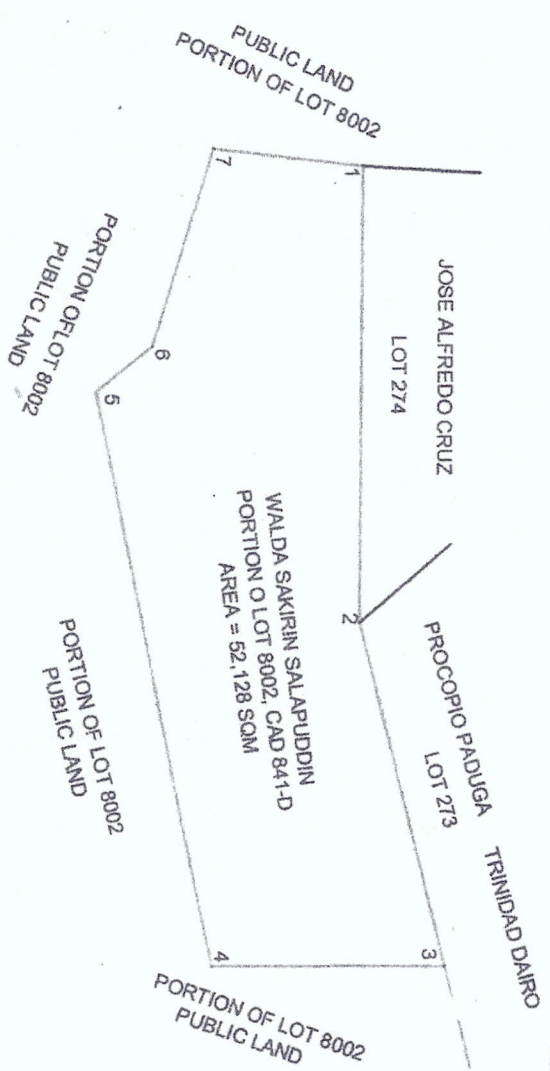 PUBLIC LAND
PORTION OF LOT 8002
1
7
JOSE ALFREDO CRUZ
LOT 274
2
PROCOPIO PADUGA
LOT 273
TRINIDAD DAIRO
3
WALDA SAKIRIN SALAPUDDIN
PORTION O LOT 8002, CAD 841-D
AREA = 52,128 SQM
6
5
PORTION OF LOT 8002
PUBLIC LAND
PORTION OF LOT 8002
PUBLIC LAND
4
PORTION OF LOT 8002
PUBLIC LAND